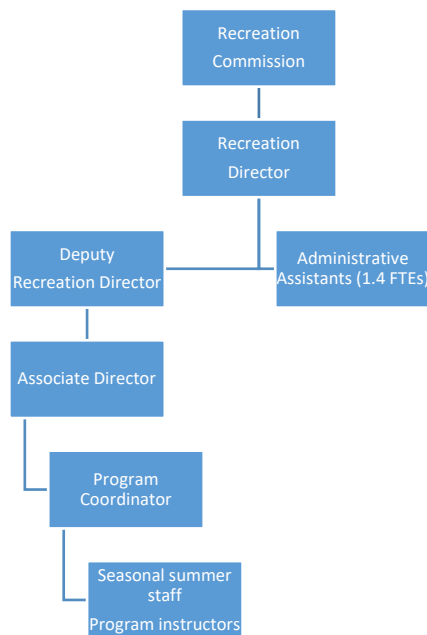 Recreation
Commission
Recreation
Director
Deputy
Recreation Director
Administrative
Assistants (1.4 FTEs)
Associate Director
Program
Coordinator
Seasonal summer
staff
Program instructors